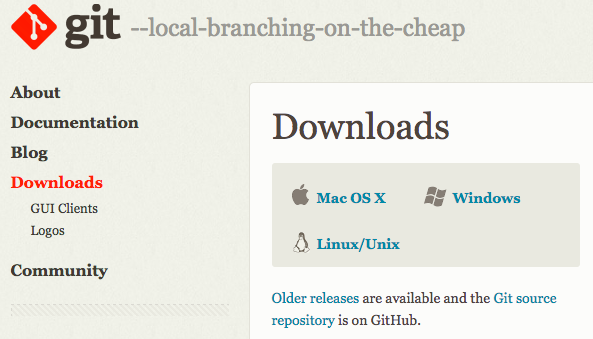 git --local-branching-on-the-cheap
About
Documentation
Blog
Downloads
GUI Clients
Logos
Community
Downloads
Mac OS X
Windows
Linux/Unix
Older releases are available and the Git source
repository is on GitHub.